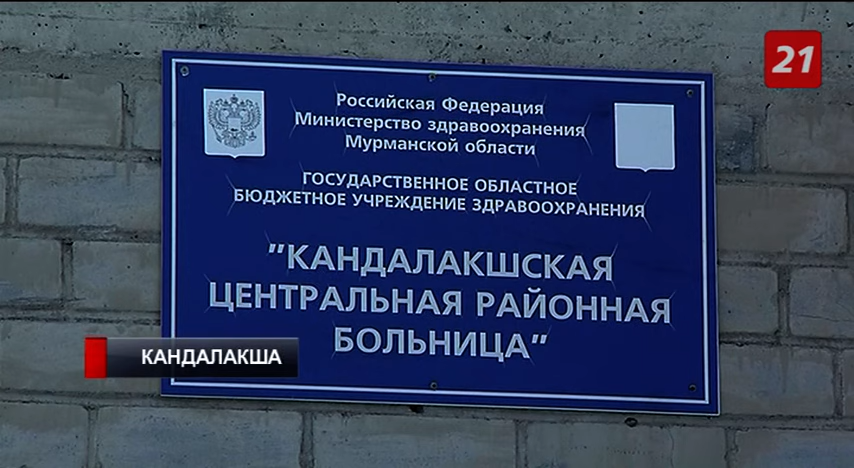 21
Российская Федерация
Министерство здравоохранения
Мурманской области
ГОСУДАРСТВЕННОЕ ОБЛАСТНОЕ
БЮДЖЕТНОЕ УЧРЕЖДЕНИЕ ЗДРАВООХРАНЕНИЯ
"КАНДАЛАКШСКАЯ
ЦЕНТРАЛЬНАЯ РАЙОННАЯ
БОЛЬНИЦА"
КАНДАЛАКША